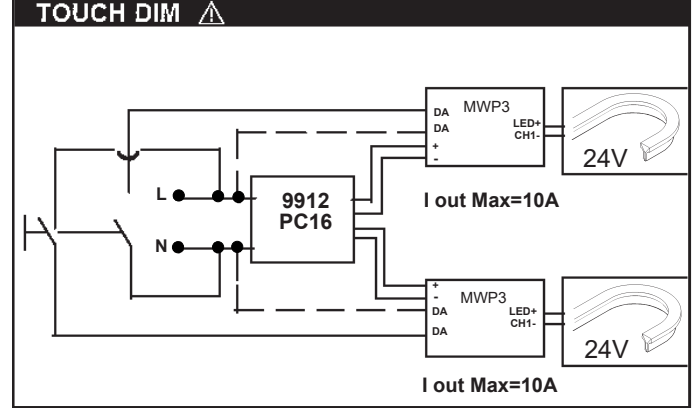 TOUCH DIM ⚠
DA
DA
+
-
MWP3
LED+
CH1-
24V
I out Max=10A
L
N
9912
PC16
+
-
DA
DA
MWP3
LED+
CH1-
24V
I out Max=10A